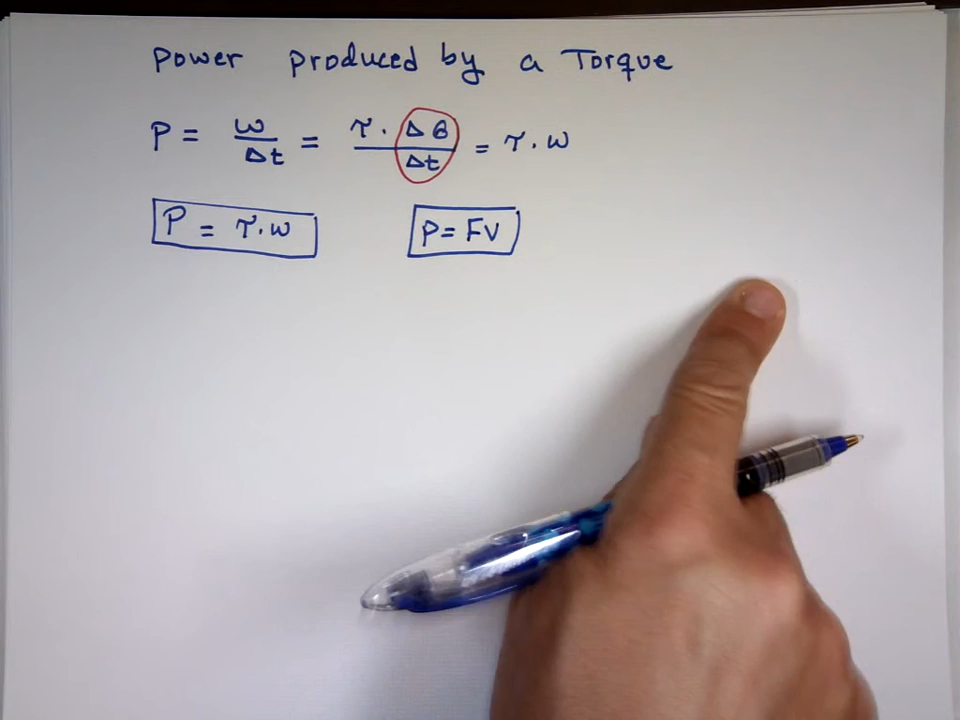 Power produced by a Torque
P = W/Δt = τ · Δθ/Δt = τ · ω
P = τ · ω P = FV